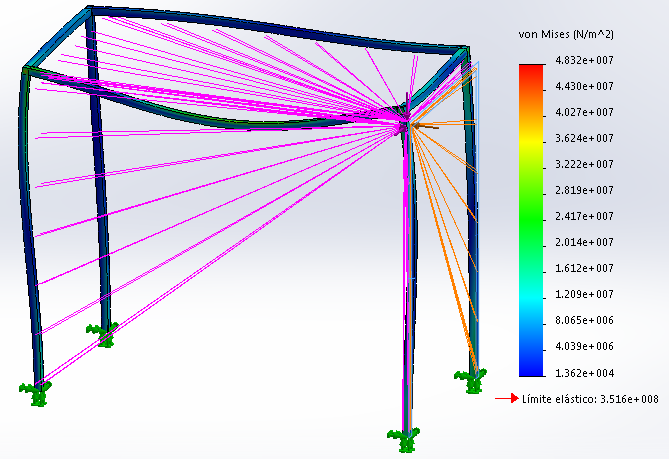 von Mises (N/m^2)
4.832e+007
4.430e+007
4.027e+007
3.624e+007
3.222e+007
2.819e+007
2.417e+007
2.014e+007
1.612e+007
1.209e+007
8.065e+006
4.039e+006
1.362e+004
Límite elástico: 3.516e+008